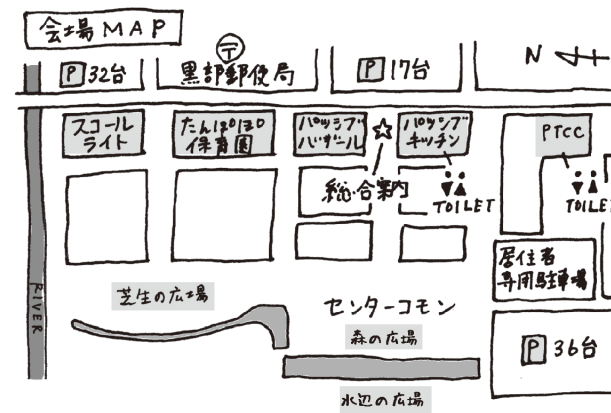 会場MAP
〒
P 32台
黒部郵便局
P 17台
N
スコール
ライト
たんぽぽ
保育園
パッシブ
バザール
パッシブ
キッチン
PTCC
総合案内
TOILET
TOILET
居住者
専用駐車場
芝生の広場
センターコモン
RIVER
森の広場
P 36台
水辺の広場